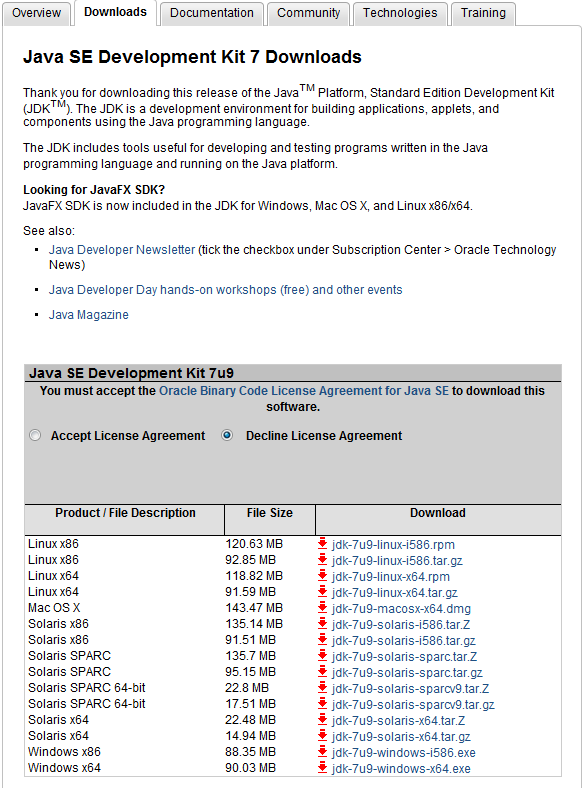 Overview Downloads Documentation Community Technologies Training
Java SE Development Kit 7 Downloads
Thank you for downloading this release of the Java™ Platform, Standard Edition Development Kit
(JDK™). The JDK is a development environment for building applications, applets, and
components using the Java programming language.
The JDK includes tools useful for developing and testing programs written in the Java
programming language and running on the Java platform.
Looking for JavaFX SDK?
JavaFX SDK is now included in the JDK for Windows, Mac OS X, and Linux x86/x64.
See also:
Java Developer Newsletter (tick the checkbox under Subscription Center > Oracle Technology
News)
Java Developer Day hands-on workshops (free) and other events
Java Magazine
Java SE Development Kit 7u9
You must accept the Oracle Binary Code License Agreement for Java SE to download this
software.
Accept License Agreement Decline License Agreement
Product / File Description File Size Download
Linux x86 120.63 MB jdk-7u9-linux-i586.rpm
Linux x86 92.85 MB jdk-7u9-linux-i586.tar.gz
Linux x64 118.82 MB jdk-7u9-linux-x64.rpm
Linux x64 91.59 MB jdk-7u9-linux-x64.tar.gz
Mac OS X 143.47 MB jdk-7u9-macosx-x64.dmg
Solaris x86 135.14 MB jdk-7u9-solaris-i586.tar.Z
Solaris x86 91.51 MB jdk-7u9-solaris-i586.tar.gz
Solaris SPARC 135.7 MB jdk-7u9-solaris-sparc.tar.Z
Solaris SPARC 95.15 MB jdk-7u9-solaris-sparc.tar.gz
Solaris SPARC 64-bit 22.8 MB jdk-7u9-solaris-sparcv9.tar.Z
Solaris SPARC 64-bit 17.51 MB jdk-7u9-solaris-sparcv9.tar.gz
Solaris x64 22.48 MB jdk-7u9-solaris-x64.tar.Z
Solaris x64 14.94 MB jdk-7u9-solaris-x64.tar.gz
Windows x86 88.35 MB jdk-7u9-windows-i586.exe
Windows x64 90.03 MB jdk-7u9-windows-x64.exe